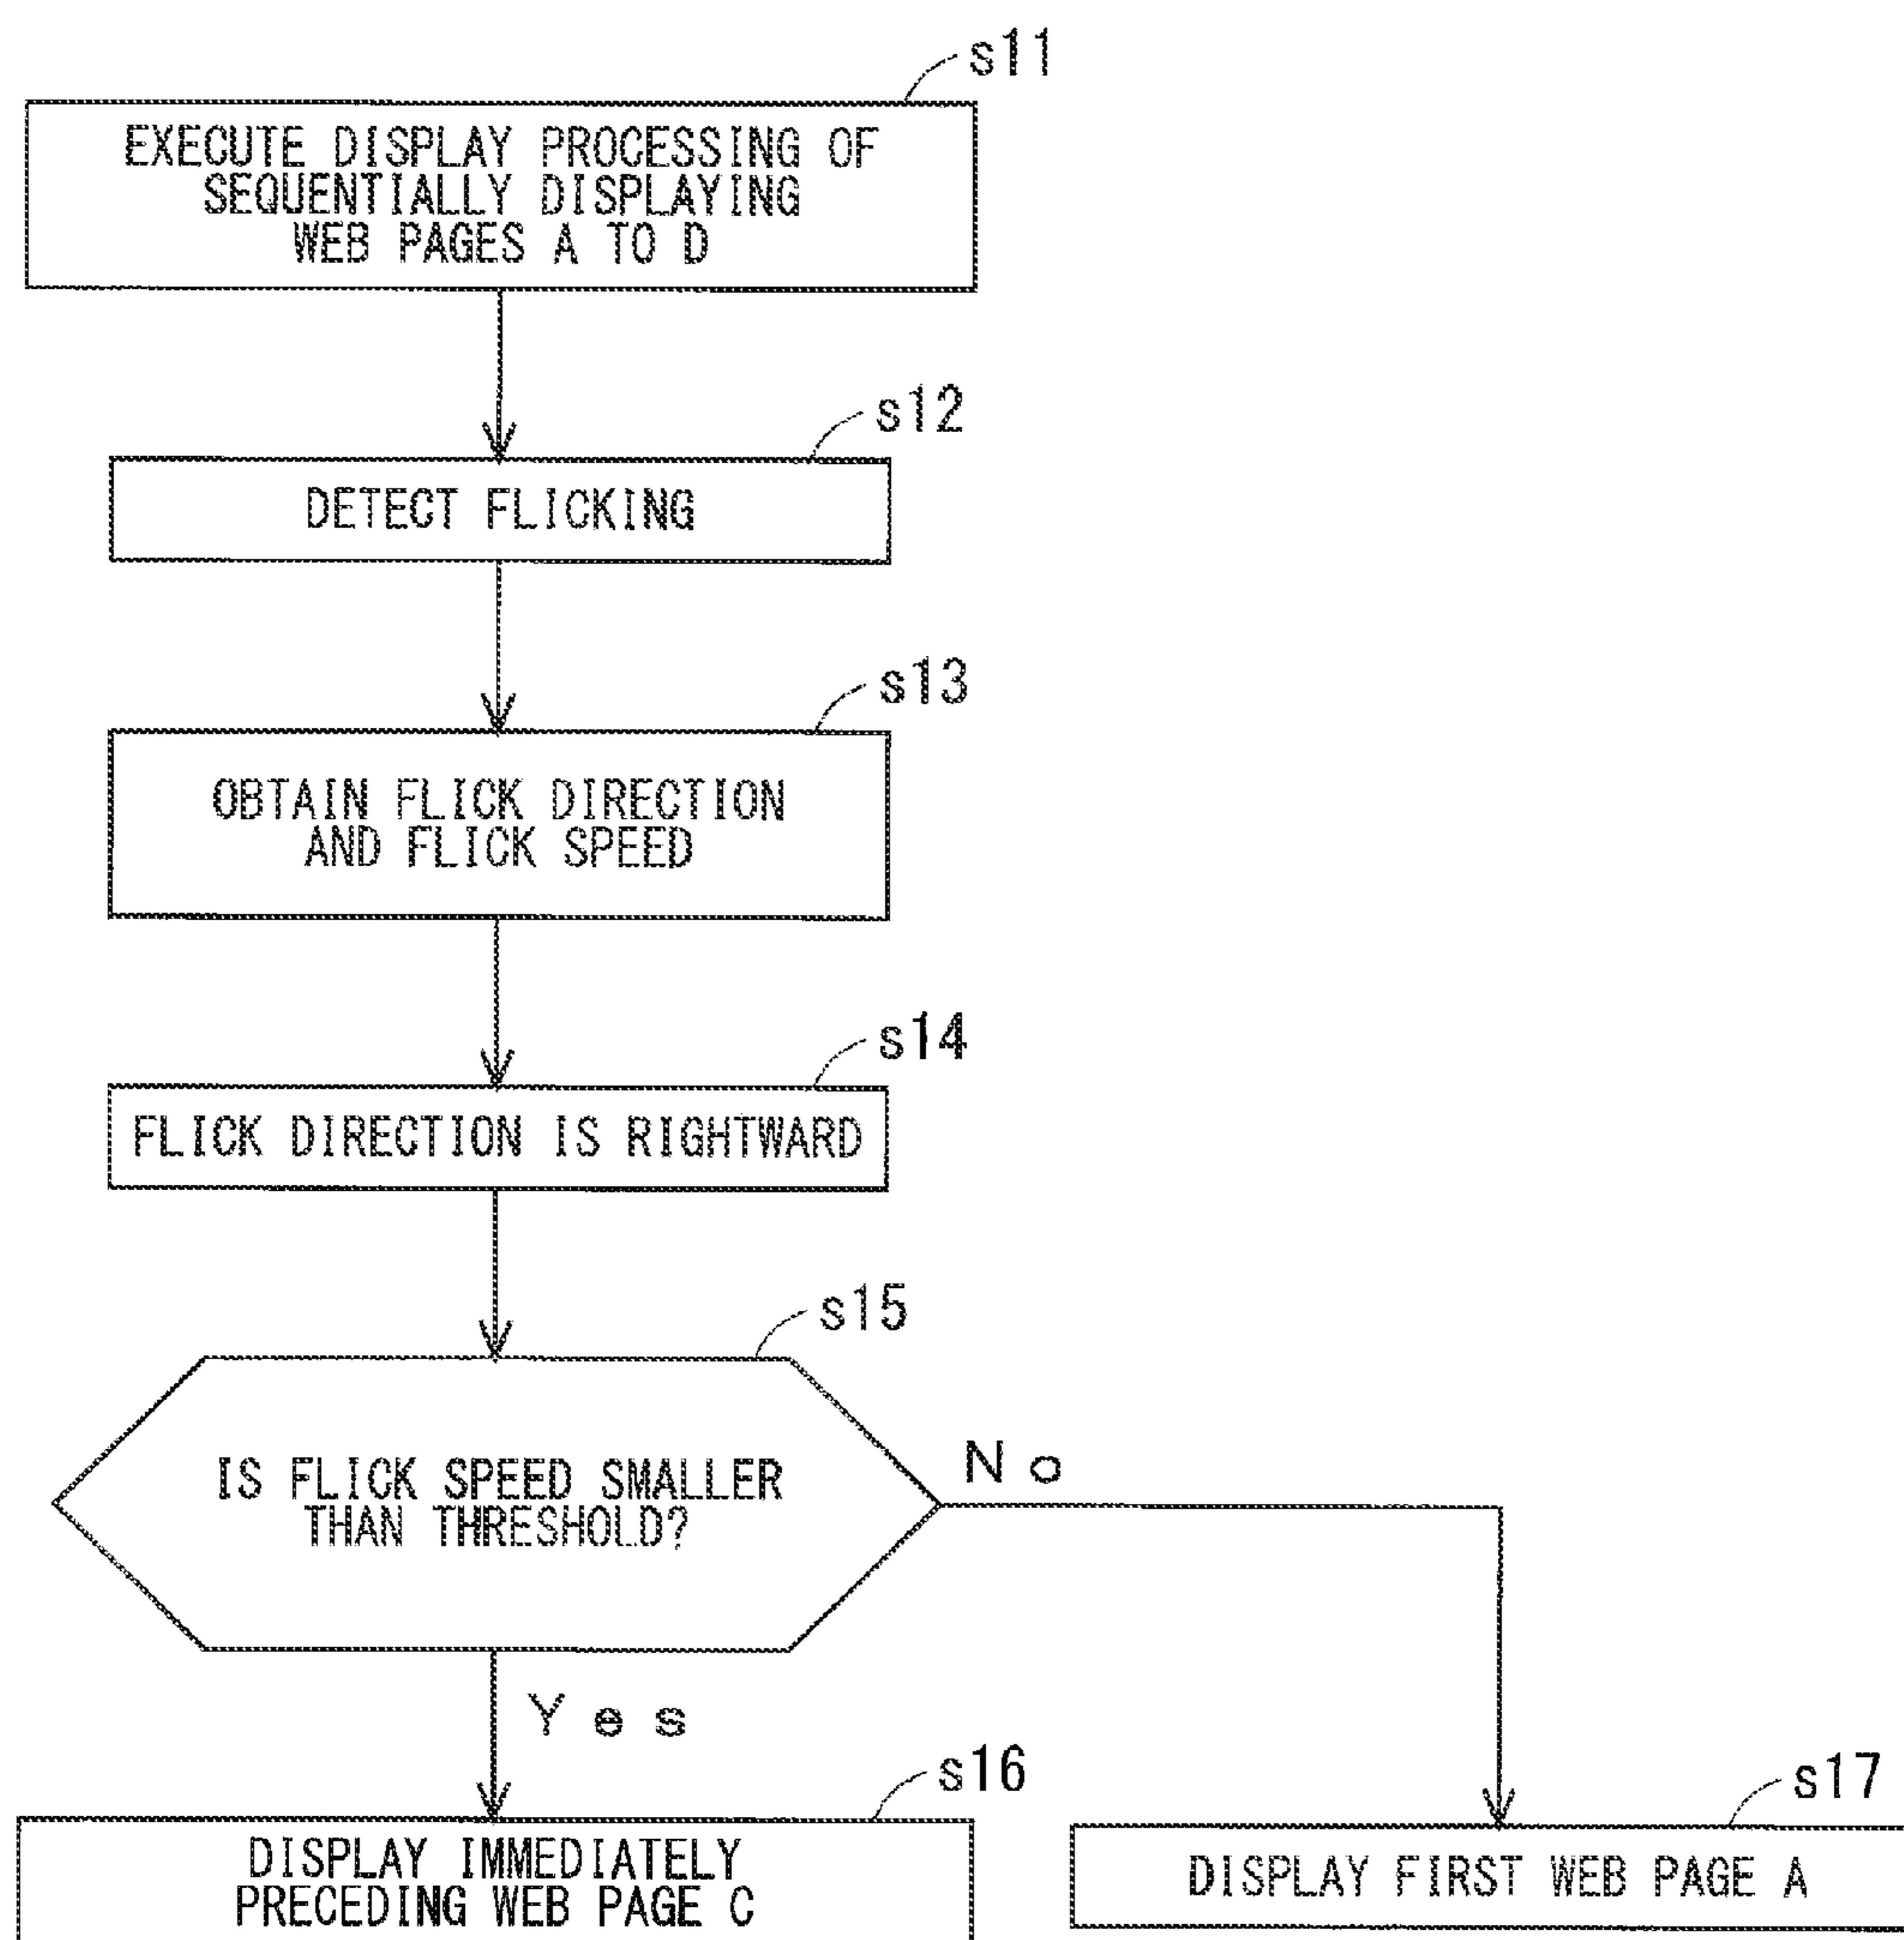 s11
EXECUTE DISPLAY PROCESSING OF
SEQUENTIALLY DISPLAYING
WEB PAGES A TO D
s12
DETECT FLICKING
s13
OBTAIN FLICK DIRECTION
AND FLICK SPEED
s14
FLICK DIRECTION IS RIGHTWARD
s15
IS FLICK SPEED SMALLER
THAN THRESHOLD?
No
Yes
s16
DISPLAY IMMEDIATELY
PRECEDING WEB PAGE C
s17
DISPLAY FIRST WEB PAGE A